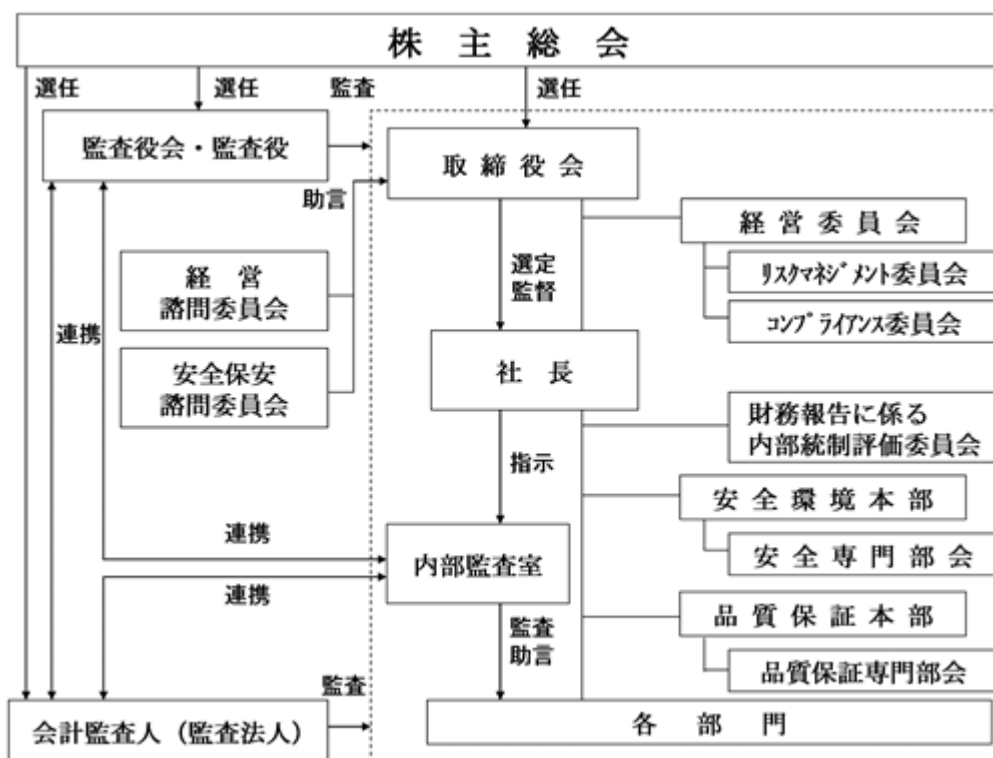 株主総会
選任
選任
監査
選任
監査役会・監査役
取締役会
助言
経営委員会
経営
諮問委員会
選定
監督
リスクマネジメント委員会
コンプライアンス委員会
連携
安全保安
諮問委員会
社長
財務報告に係る
内部統制評価委員会
指示
安全環境本部
連携
内部監査室
安全専門部会
連携
監査
助言
品質保証本部
監査
品質保証専門部会
会計監査人(監査法人)
各部門